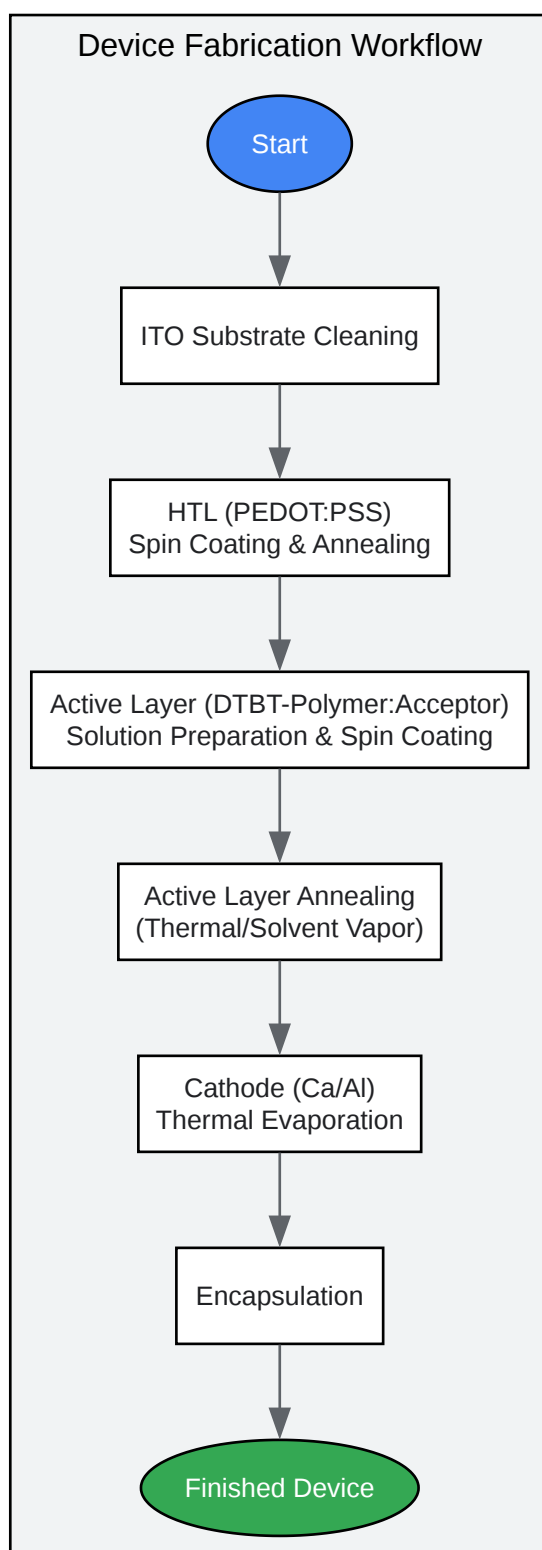 Device Fabrication Workflow
Start
ITO Substrate Cleaning
HTL (PEDOT:PSS)
Spin Coating & Annealing
Active Layer (DTBT-Polymer:Acceptor)
Solution Preparation & Spin Coating
Active Layer Annealing
(Thermal/Solvent Vapor)
Cathode (Ca/Al)
Thermal Evaporation
Encapsulation
Finished Device